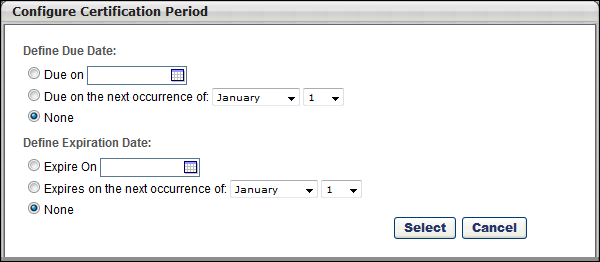 Configure Certification Period
Define Due Date:
Due on
Due on the next occurrence of: January 1
None
Define Expiration Date:
Expire On
Expires on the next occurrence of: January 1
None
Select Cancel